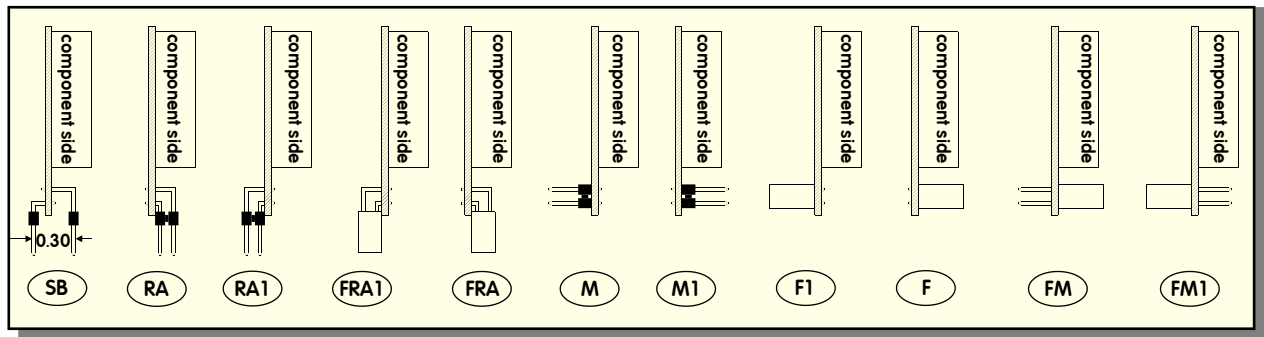 component side
component side
component side
component side
component side
component side
component side
component side
component side
component side
component side
0.30
SB
RA
RA1
FRA1
FRA
M
M1
F1
F
FM
FM1